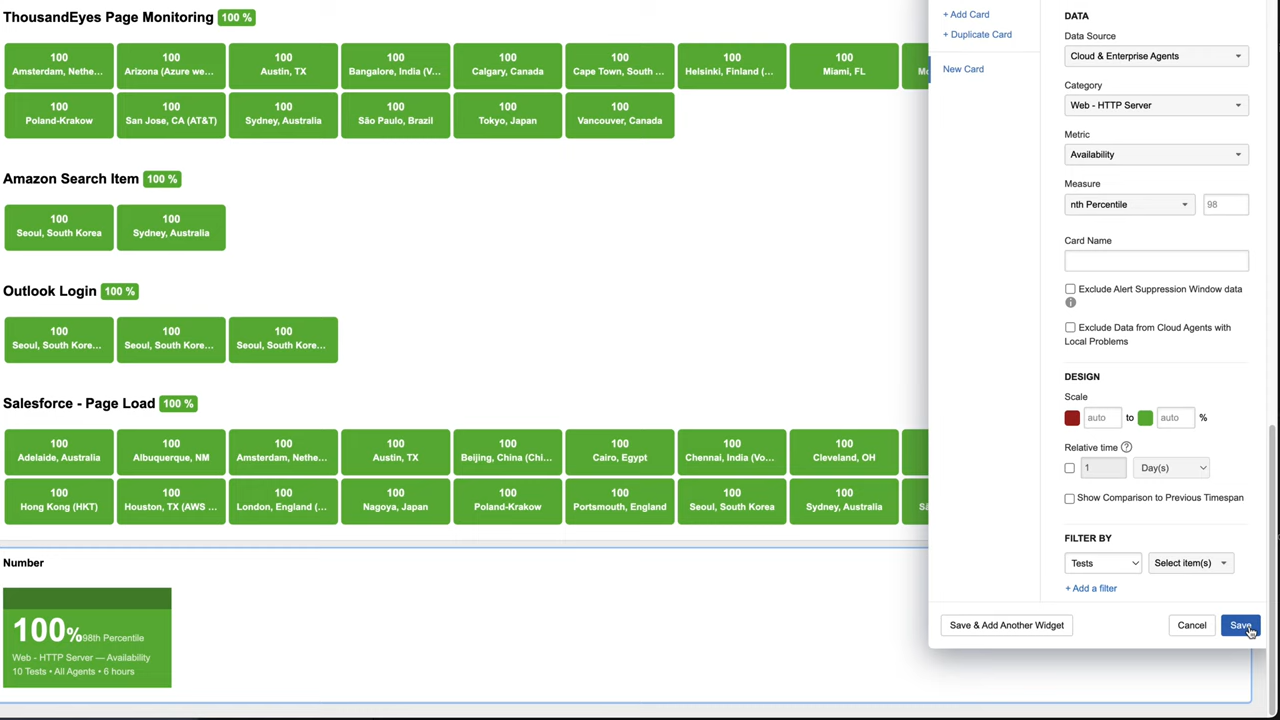 ThousandEyes Page Monitoring 100 %
100 100 100 100 100 100 100 100
Amsterdam, Nethe... Arizona (Azure we... Austin, TX Bangalore, India (V... Calgary, Canada Cape Town, South ... Helsinki, Finland (... Miami, FL
100 100 100 100 100 100
Poland-Krakow San Jose, CA (AT&T) Sydney, Australia São Paulo, Brazil Tokyo, Japan Vancouver, Canada
Amazon Search Item 100 %
100 100
Seoul, South Korea Sydney, Australia
Outlook Login 100 %
100 100 100
Seoul, South Kore... Seoul, South Kore... Seoul, South Kore...
Salesforce - Page Load 100 %
100 100 100 100 100 100 100 100
Adelaide, Australia Albuquerque, NM Amsterdam, Nethe... Austin, TX Beijing, China (Chi... Cairo, Egypt Chennai, India (Vo... Cleveland, OH
100 100 100 100 100 100 100 100
Hong Kong (HKT) Houston, TX (AWS ... London, England (... Nagoya, Japan Poland-Krakow Portsmouth, England Seoul, South Korea Sydney, Australia
Number
100% 98th Percentile
Web - HTTP Server — Availability
10 Tests • All Agents • 6 hours
+ Add Card
+ Duplicate Card
New Card
DATA
Data Source
Cloud & Enterprise Agents
Category
Web - HTTP Server
Metric
Availability
Measure
nth Percentile 98
Card Name
Exclude Alert Suppression Window data
Exclude Data from Cloud Agents with
Local Problems
DESIGN
Scale
auto to auto %
Relative time
1 Day(s)
Show Comparison to Previous Timespan
FILTER BY
Tests Select item(s)
+ Add a filter
Save & Add Another Widget Cancel Save